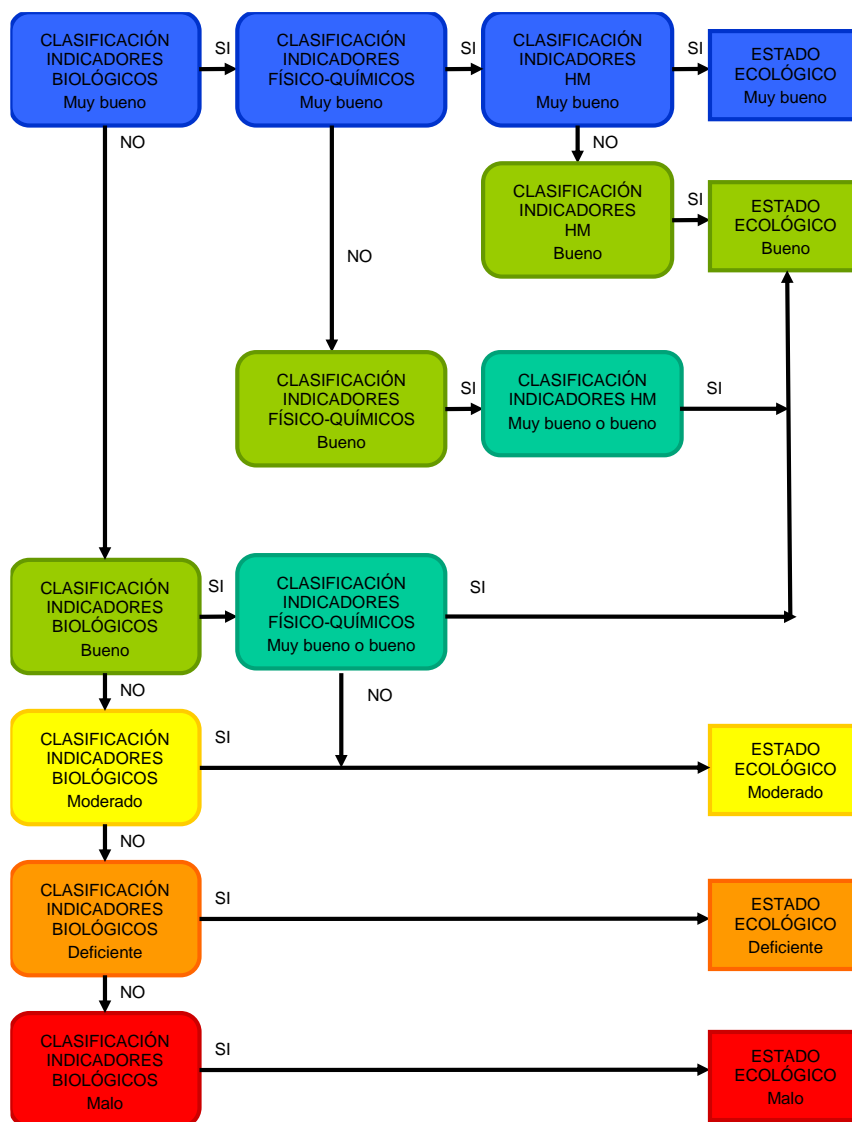 CLASIFICACIÓN
INDICADORES
BIOLÓGICOS
Muy bueno
SI
CLASIFICACIÓN
INDICADORES
FÍSICO-QUÍMICOS
Muy bueno
SI
CLASIFICACIÓN
INDICADORES
HM
Muy bueno
SI
ESTADO
ECOLÓGICO
Muy bueno
NO
NO
NO
CLASIFICACIÓN
INDICADORES
HM
Bueno
SI
ESTADO
ECOLÓGICO
Bueno
CLASIFICACIÓN
INDICADORES
FÍSICO-QUÍMICOS
Bueno
SI
CLASIFICACIÓN
INDICADORES HM
Muy bueno o bueno
SI
CLASIFICACIÓN
INDICADORES
BIOLÓGICOS
Bueno
SI
CLASIFICACIÓN
INDICADORES
FÍSICO-QUÍMICOS
Muy bueno o bueno
SI
NO
NO
CLASIFICACIÓN
INDICADORES
BIOLÓGICOS
Moderado
SI
ESTADO
ECOLÓGICO
Moderado
NO
CLASIFICACIÓN
INDICADORES
BIOLÓGICOS
Deficiente
SI
ESTADO
ECOLÓGICO
Deficiente
NO
CLASIFICACIÓN
INDICADORES
BIOLÓGICOS
Malo
SI
ESTADO
ECOLÓGICO
Malo